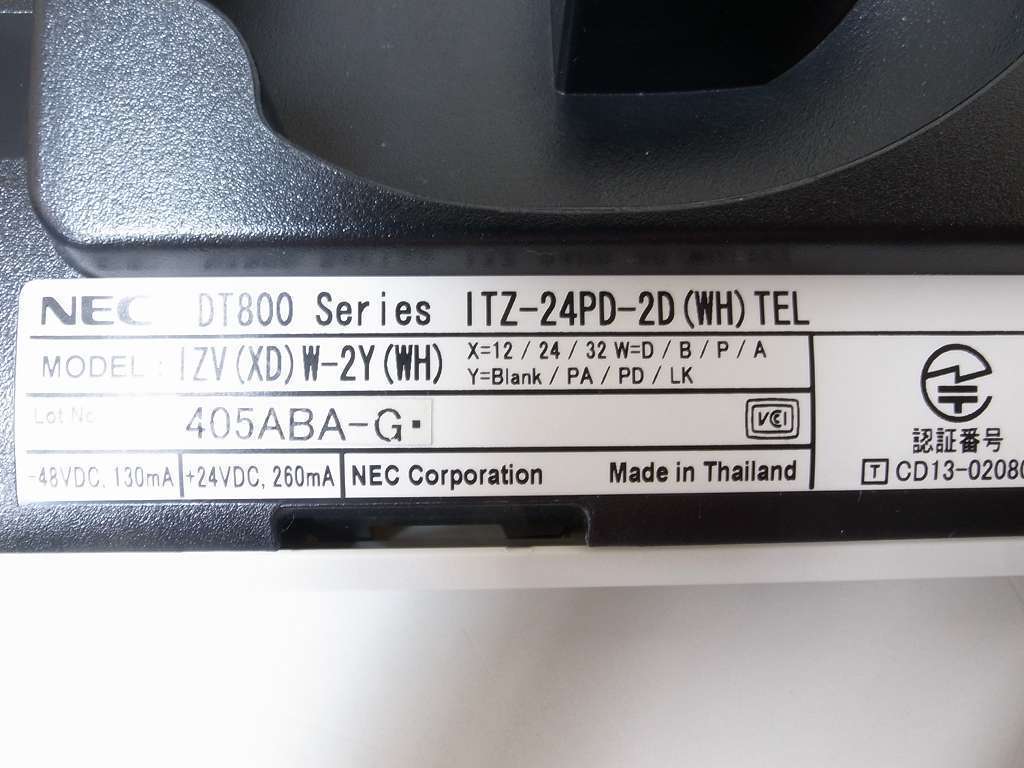 NEC DT800 Series ITZ-24PD-2D(WH)TEL
MODEL : IZV(XD)W-2Y(WH) X=12 / 24 / 32 W=D / B / P / A
Y=Blank / PA / PD / LK
Lot No 405ABA-G
VCI
-48VDC, 130mA +24VDC, 260mA NEC Corporation Made in Thailand
認証番号
T CD13-0208